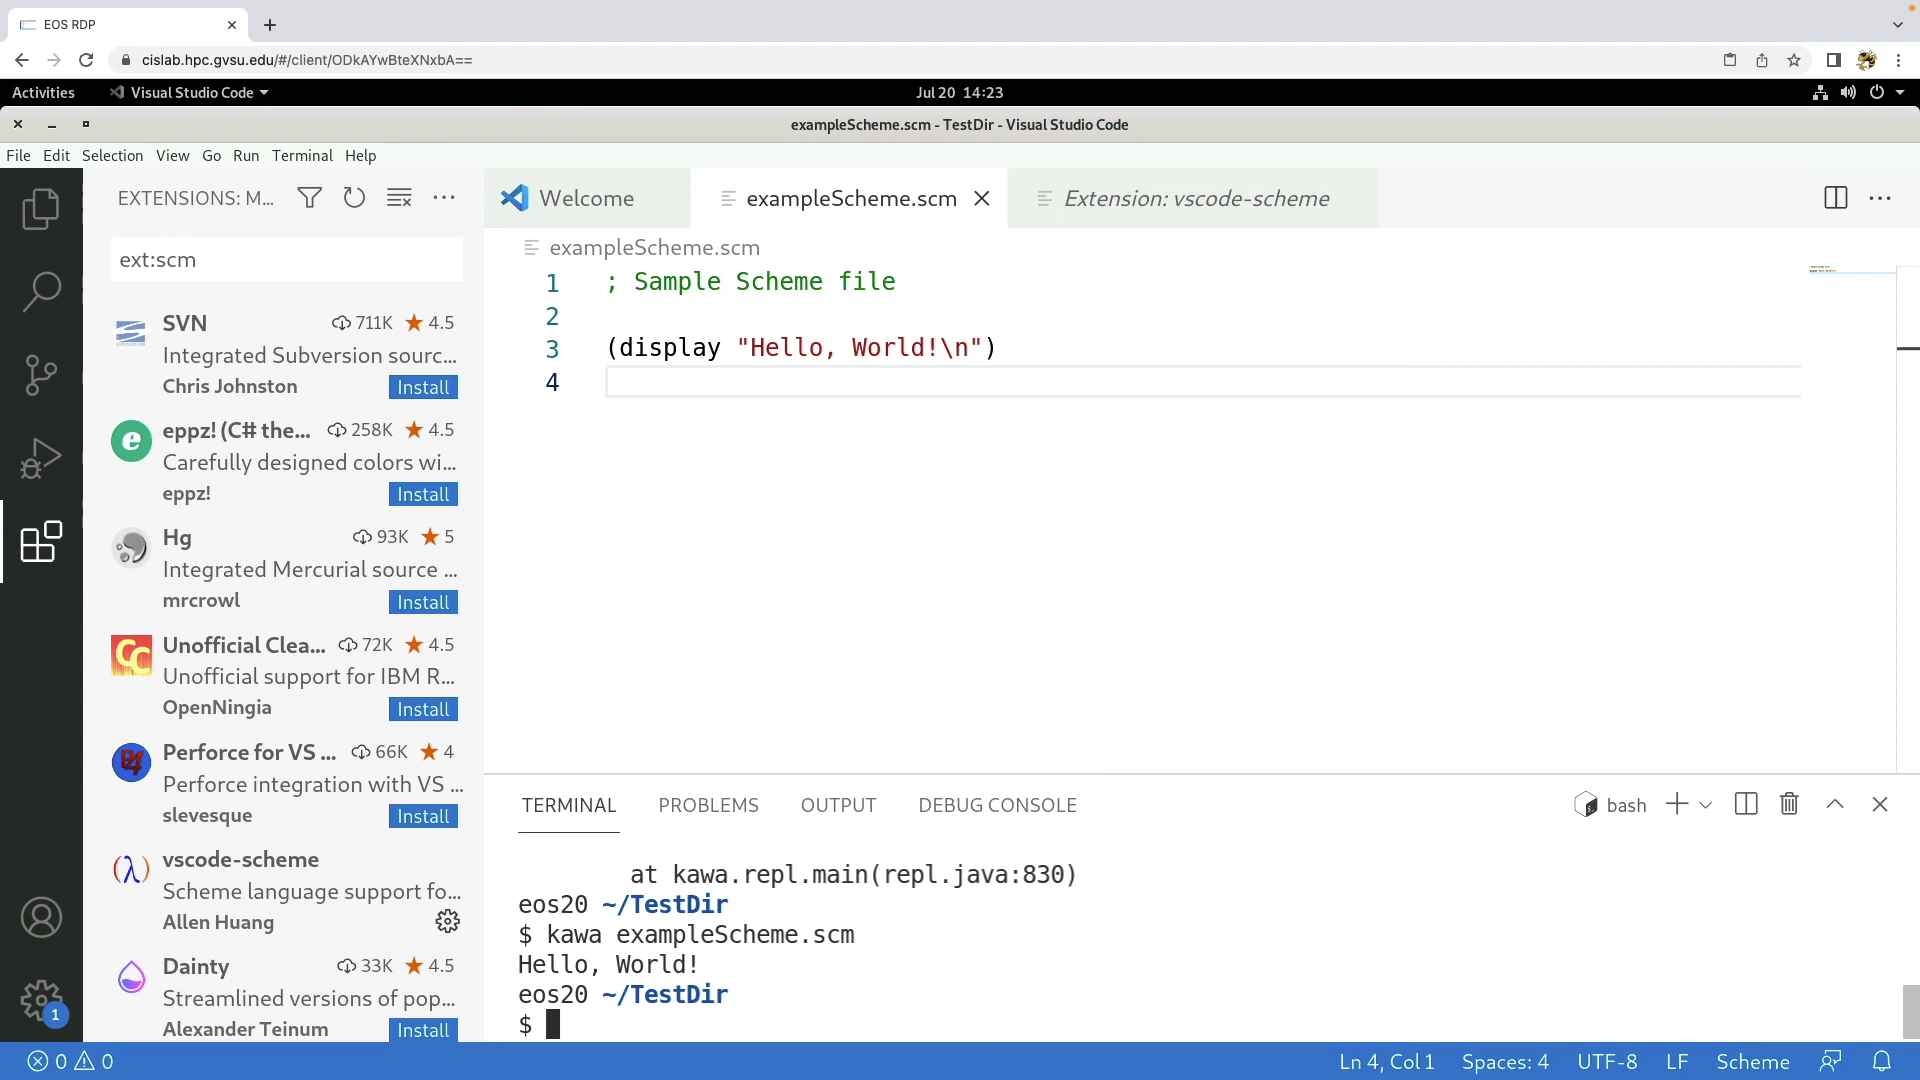 EOS RDP
cislab.hpc.gvsu.edu/#/client/ODkAYwBteXNxbA==
Activities Visual Studio Code Jul 20 14:23
exampleScheme.scm - TestDir - Visual Studio Code
File Edit Selection View Go Run Terminal Help
EXTENSIONS: M...
ext:scm
SVN 711K 4.5
Integrated Subversion sourc...
Chris Johnston Install
eppz! (C# the... 258K 4.5
Carefully designed colors wi...
eppz! Install
Hg 93K 5
Integrated Mercurial source ...
mrcrowl Install
Unofficial Clea... 72K 4.5
Unofficial support for IBM R...
OpenNingia Install
Perforce for VS ... 66K 4
Perforce integration with VS ...
slevesque Install
vscode-scheme
Scheme language support fo...
Allen Huang
Dainty 33K 4.5
Streamlined versions of pop...
Alexander Teinum Install
1
Welcome exampleScheme.scm Extension: vscode-scheme
exampleScheme.scm
1 ; Sample Scheme file
2
3 (display "Hello, World!\n")
4
TERMINAL PROBLEMS OUTPUT DEBUG CONSOLE bash
at kawa.repl.main(repl.java:830)
eos20 ~/TestDir
$ kawa exampleScheme.scm
Hello, World!
eos20 ~/TestDir
$
0 0 Ln 4, Col 1 Spaces: 4 UTF-8 LF Scheme